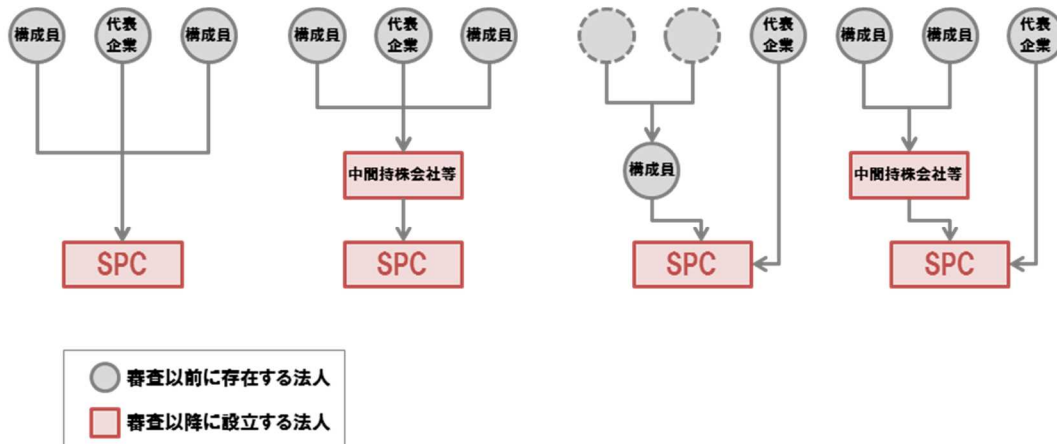 構成員
代表
企業
構成員
SPC
構成員
代表
企業
構成員
中間持株会社等
SPC
代表
企業
構成員
SPC
構成員
構成員
代表
企業
中間持株会社等
SPC
審査以前に存在する法人
審査以降に設立する法人